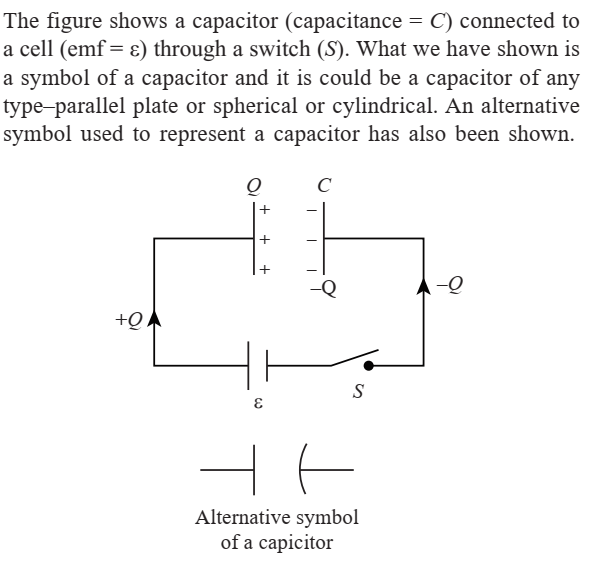 The figure shows a capacitor (capacitance = C) connected to
a cell (emf = ε) through a switch (S). What we have shown is
a symbol of a capacitor and it is could be a capacitor of any
type–parallel plate or spherical or cylindrical. An alternative
symbol used to represent a capacitor has also been shown.
Q C
+ –
+ –
+ –
–Q
–Q
+Q
S
ε
Alternative symbol
of a capicitor